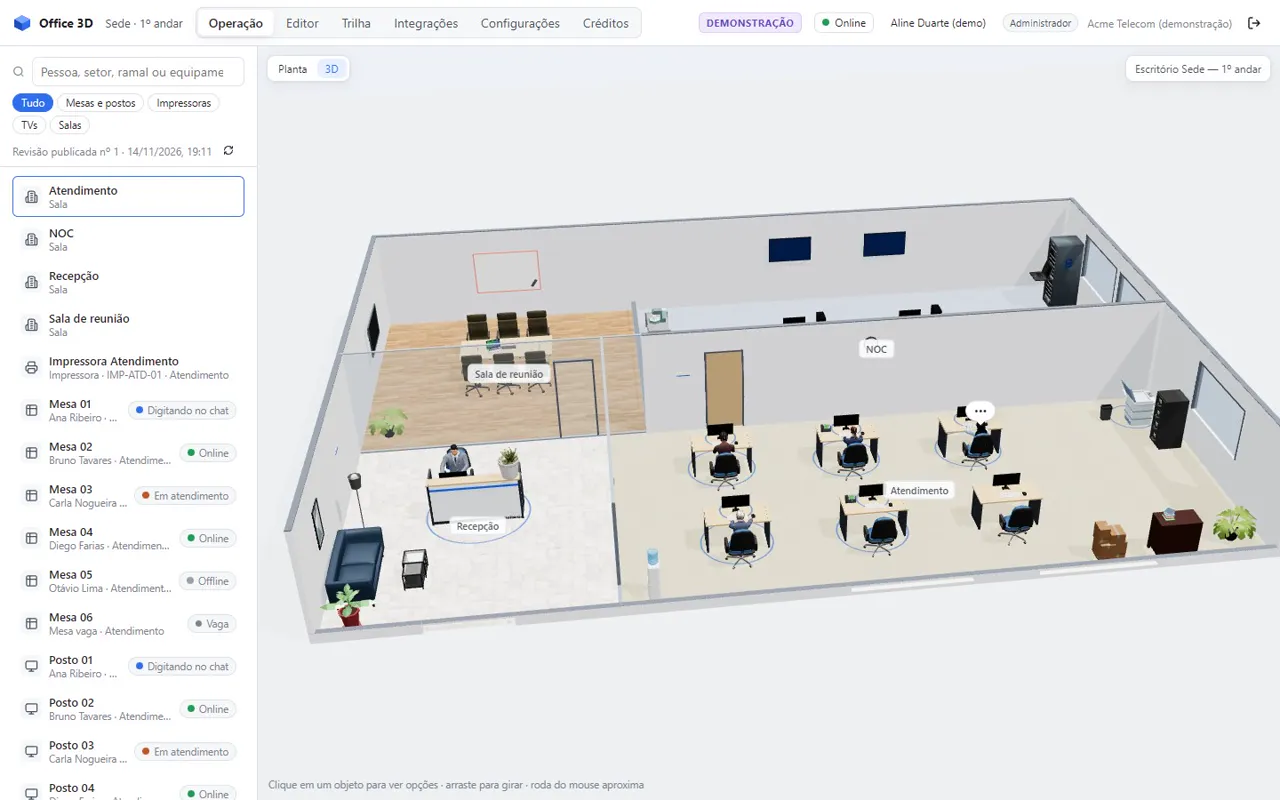 Office 3D
Sede · 1º andar
Operação
Editor
Trilha
Integrações
Configurações
Créditos
DEMONSTRAÇÃO
Online
Aline Duarte (demo)
Administrador
Acme Telecom (demonstração)
Pessoa, setor, ramal ou equipame
Tudo
Mesas e postos
Impressoras
TVs
Salas
Revisão publicada nº 1 · 14/11/2026, 19:11
Atendimento
Sala
NOC
Sala
Recepção
Sala
Sala de reunião
Sala
Impressora Atendimento
Impressora · IMP-ATD-01 · Atendimento
Mesa 01
Ana Ribeiro · ...
Digitando no chat
Mesa 02
Bruno Tavares · Atendime...
Online
Mesa 03
Carla Nogueira ...
Em atendimento
Mesa 04
Diego Farias · Atendimen...
Online
Mesa 05
Otávio Lima · Atendiment...
Offline
Mesa 06
Mesa vaga · Atendimento
Vaga
Posto 01
Ana Ribeiro · ...
Digitando no chat
Posto 02
Bruno Tavares · Atendime...
Online
Posto 03
Carla Nogueira ...
Em atendimento
Posto 04
Diego Farias · Atendimen...
Online
Planta
3D
Escritório Sede — 1º andar
NOC
Sala de reunião
...
Atendimento
Recepção
Clique em um objeto para ver opções · arraste para girar · roda do mouse aproxima